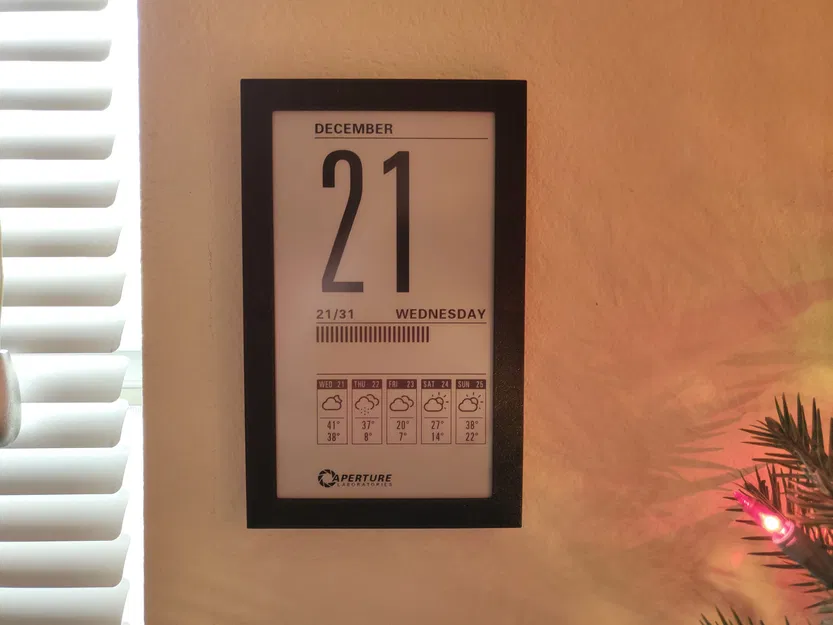 DECEMBER
21
21/31 WEDNESDAY
WED 21 THU 22 FRI 23 SAT 24 SUN 25
41° 37° 20° 27° 38°
38° 8° 7° 14° 22°
APERTURE
LABORATORIES